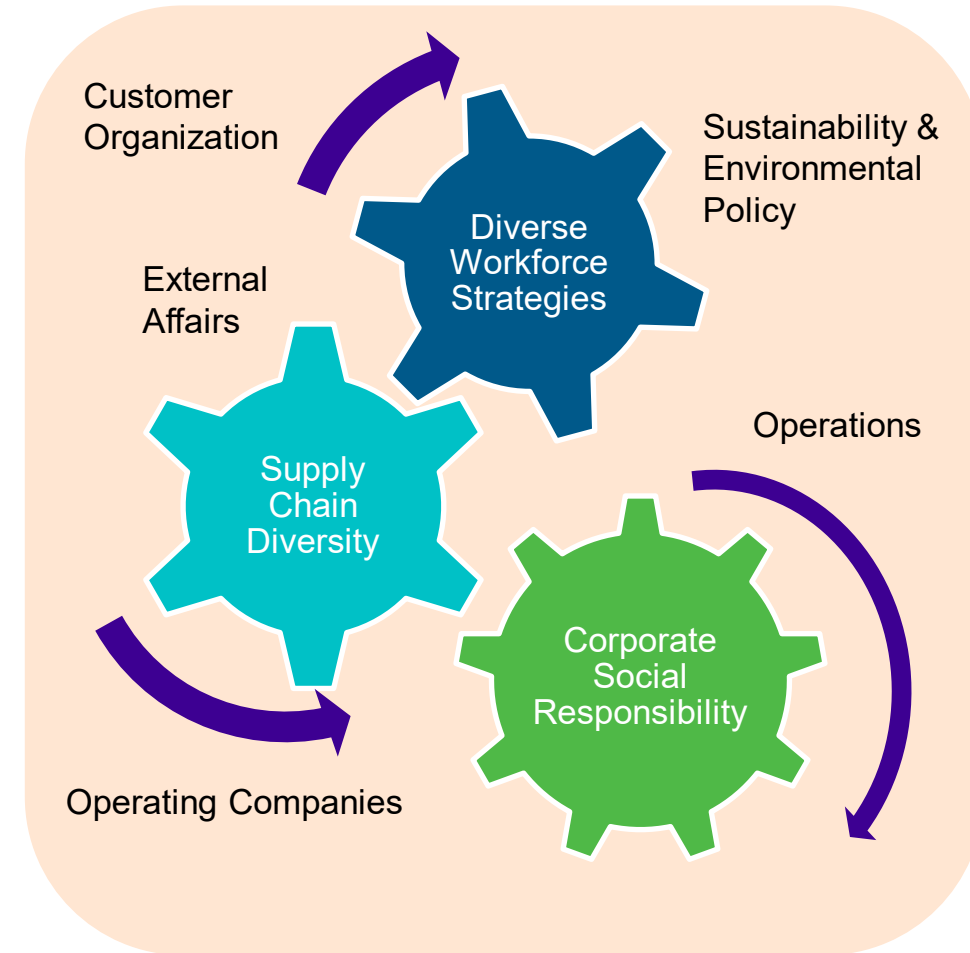 Customer
Organization
Sustainability &
Environmental
Policy
Diverse
Workforce
Strategies
External
Affairs
Operations
Supply
Chain
Diversity
Corporate
Social
Responsibility
Operating Companies